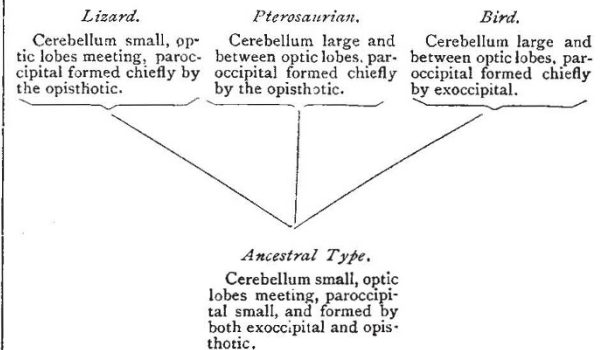 Lizard.
Cerebellum small, op-
tic lobes meeting, paroc-
cipital formed chiefly by
the opisthotic.
Pterosaurian.
Cerebellum large and
between optic lobes, par-
occipital formed chiefly
by the opisthotic.
Bird.
Cerebellum large and
between optic lobes, par-
occipital formed chiefly
by exoccipital.
Ancestral Type.
Cerebellum small, optic
lobes meeting, paroccipi-
tal small, and formed by
both exoccipital and opis-
thotic.